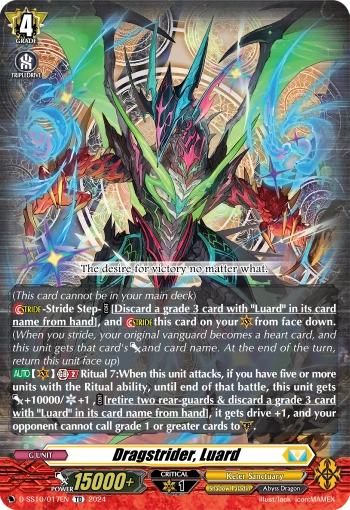 4
GRADE
TRIPLEDRIVE
The desire for victory no matter what.
(This card cannot be in your main deck)
STRIDE -Stride Step- [Discard a grade 3 card with "Luard" in its card
name from hand], and STRIDE this card on your from face down.
(When you stride, your original vanguard becomes a heart card, and
this unit gets that card's and card name. At the end of the turn,
return this unit face up)
AUTO Ritual 7:When this unit attacks, if you have five or more
units with the Ritual ability, until end of that battle, this unit gets
+10000/ +1, [retire two rear-guards & discard a grade 3 card
with "Luard" in its card name from hand], it gets drive +1, and your
opponent cannot call grade 1 or greater cards to .
G UNIT
Dragstrider, Luard
POWER 15000+
CRITICAL
1
Keter Sanctuary
Shadow Paladin
Abyss Dragon
D-SS10/017EN TD 2024
illust/look icon:MAMEX